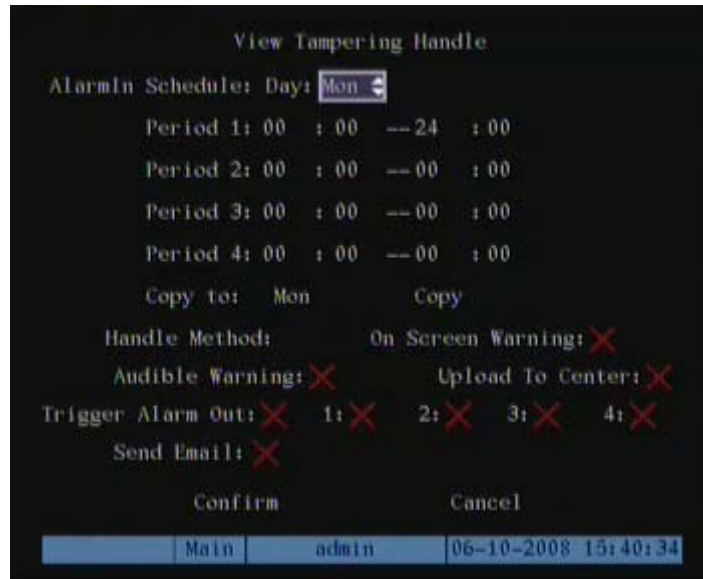 View Tampering Handle
AlarmIn Schedule: Day: Mon
Period 1: 00 : 00 --24 : 00
Period 2: 00 : 00 --00 : 00
Period 3: 00 : 00 --00 : 00
Period 4: 00 : 00 --00 : 00
Copy to: Mon Copy
Handle Method: On Screen Warning:
Audible Warning: Upload To Center:
Trigger Alarm Out: 1: 2: 3: 4:
Send Email:
Confirm Cancel
Main admin 06-10-2008 15:40:34